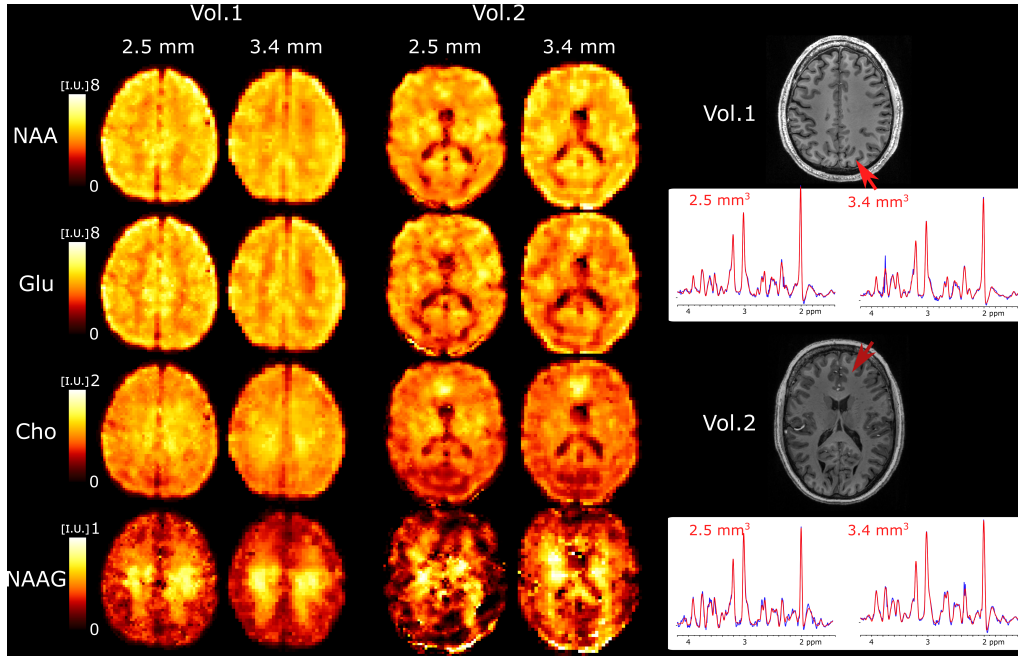 Vol.1 Vol.2
2.5 mm 3.4 mm 2.5 mm 3.4 mm
[I.U.] 8
NAA
0
Vol.1
2.5 mm³ 3.4 mm³
4 3 2 ppm 4 3 2 ppm
[I.U.] 8
Glu
0
[I.U.] 2
Cho
0
Vol.2
[I.U.] 1
NAAG
0
2.5 mm³ 3.4 mm³
4 3 2 ppm 4 3 2 ppm